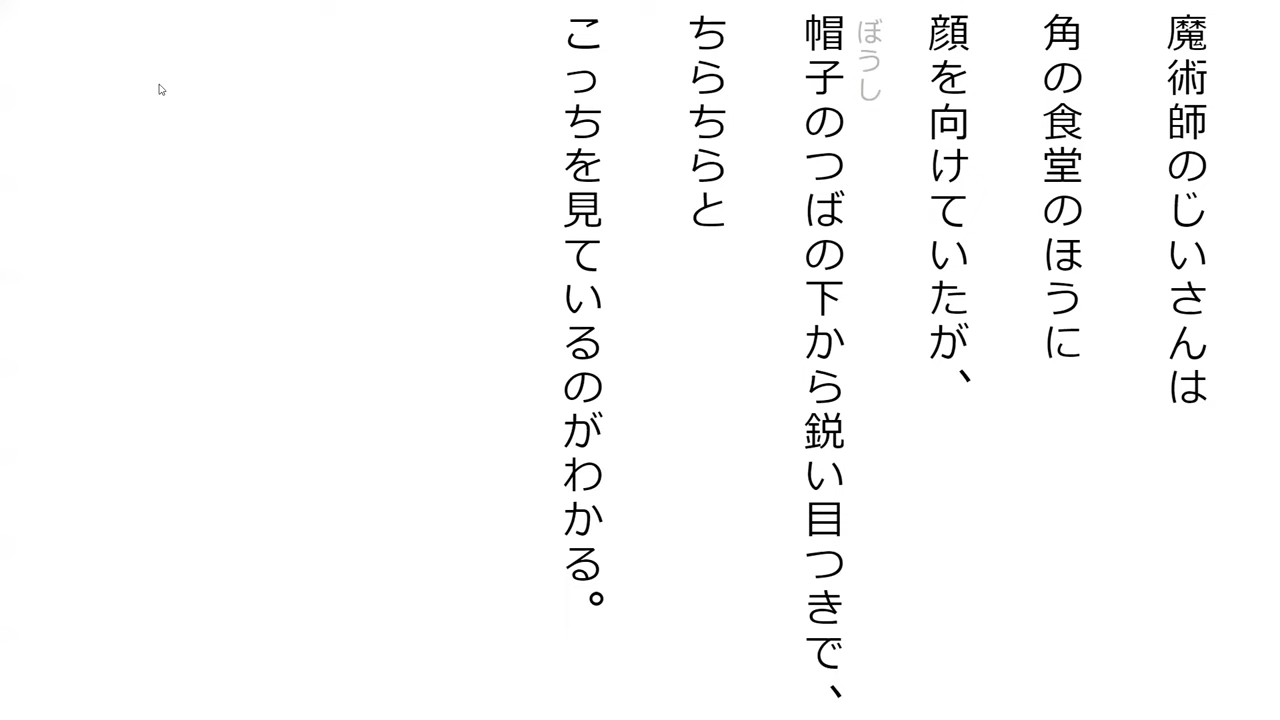 魔術師のじいさんは
角の食堂のほうに
顔を向けていたが、
ぼうし
帽子のつばの下から鋭い目つきで、
ちらちらと
こっちを見ているのがわかる。